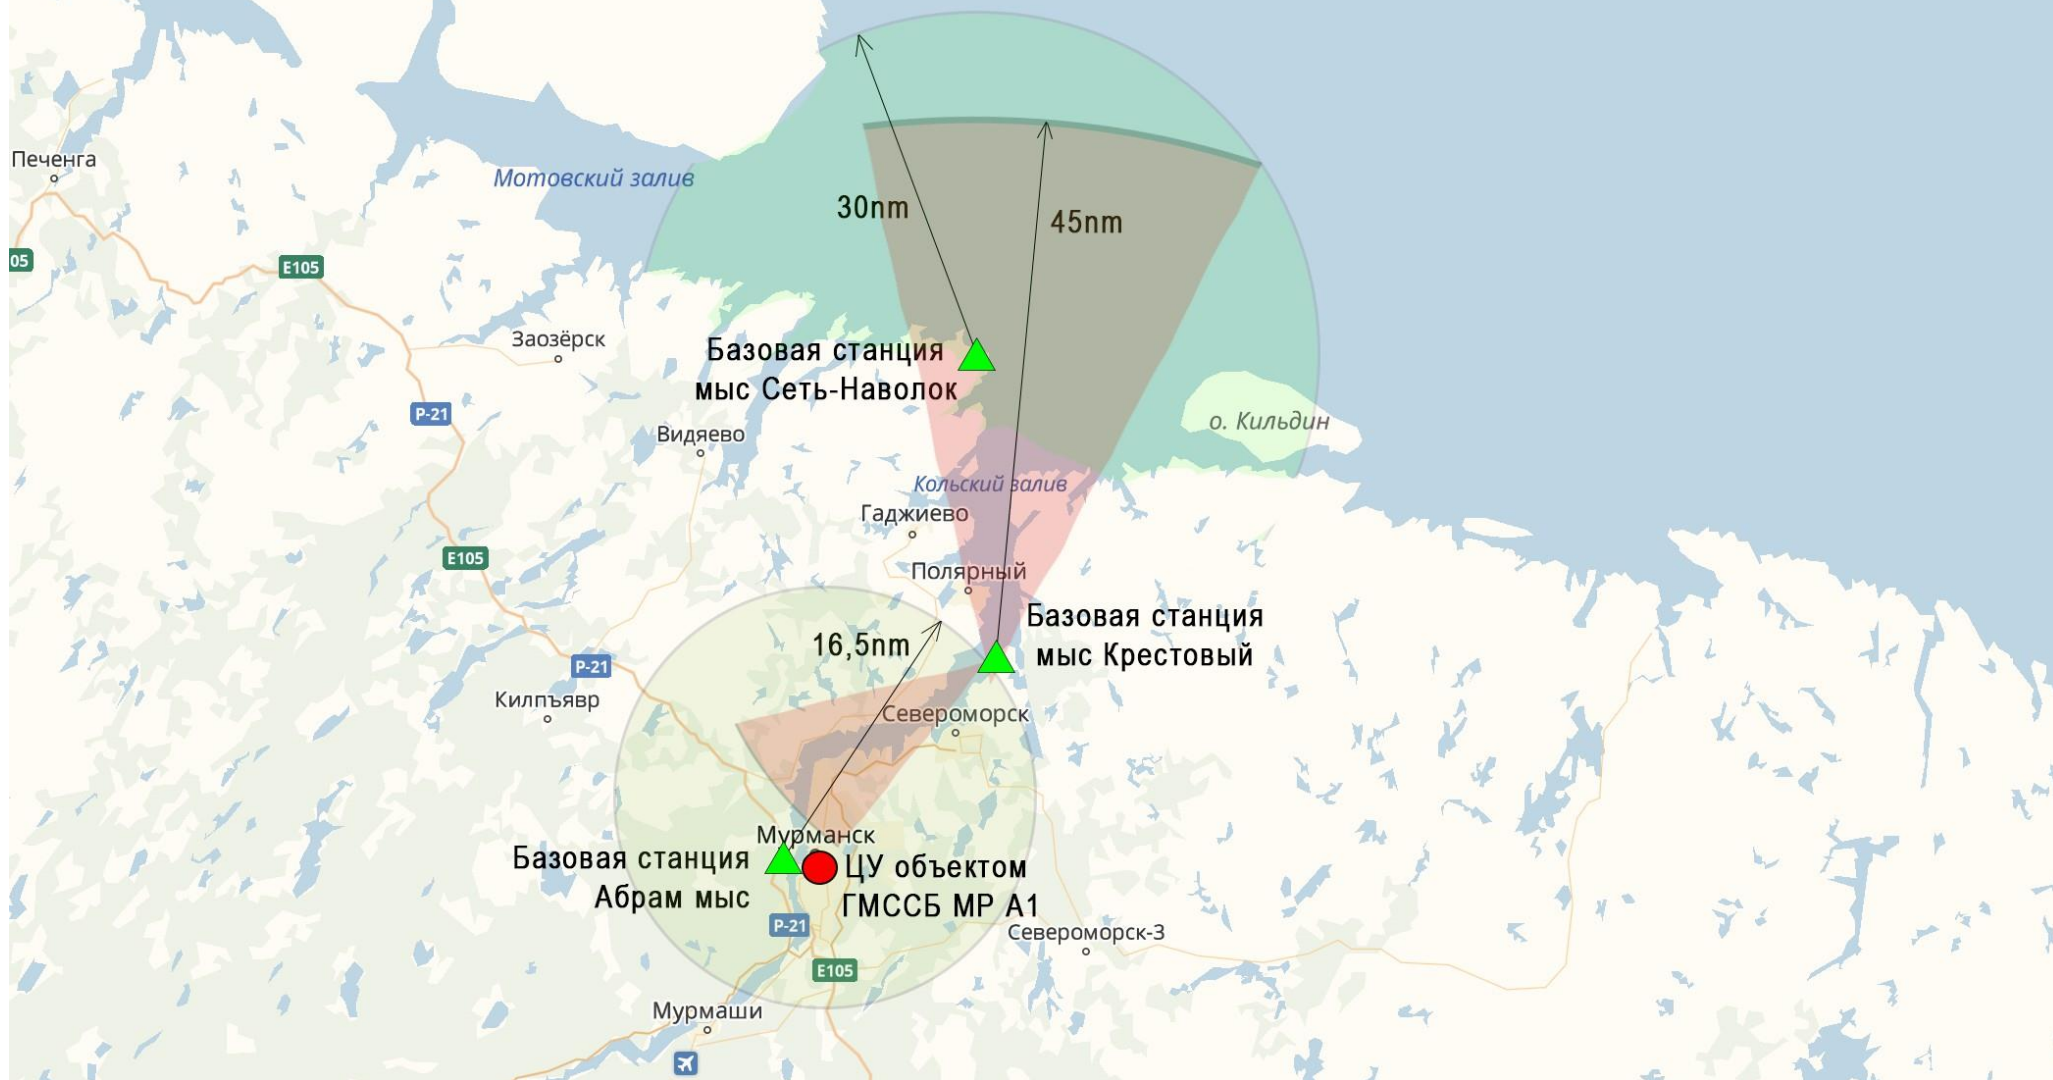 Печенга
Мотовский залив
30nm
45nm
05
E105
Заозёрск
Базовая станция
мыс Сеть-Наволок
P-21
о. Кильдин
Видяево
Кольский залив
Гаджиево
E105
Полярный
Базовая станция
мыс Крестовый
16,5nm
P-21
Килпъявр
Североморск
Мурманск
Базовая станция
Абрам мыс
ЦУ объектом
ГМССБ МР А1
P-21
Североморск-3
E105
Мурмаши